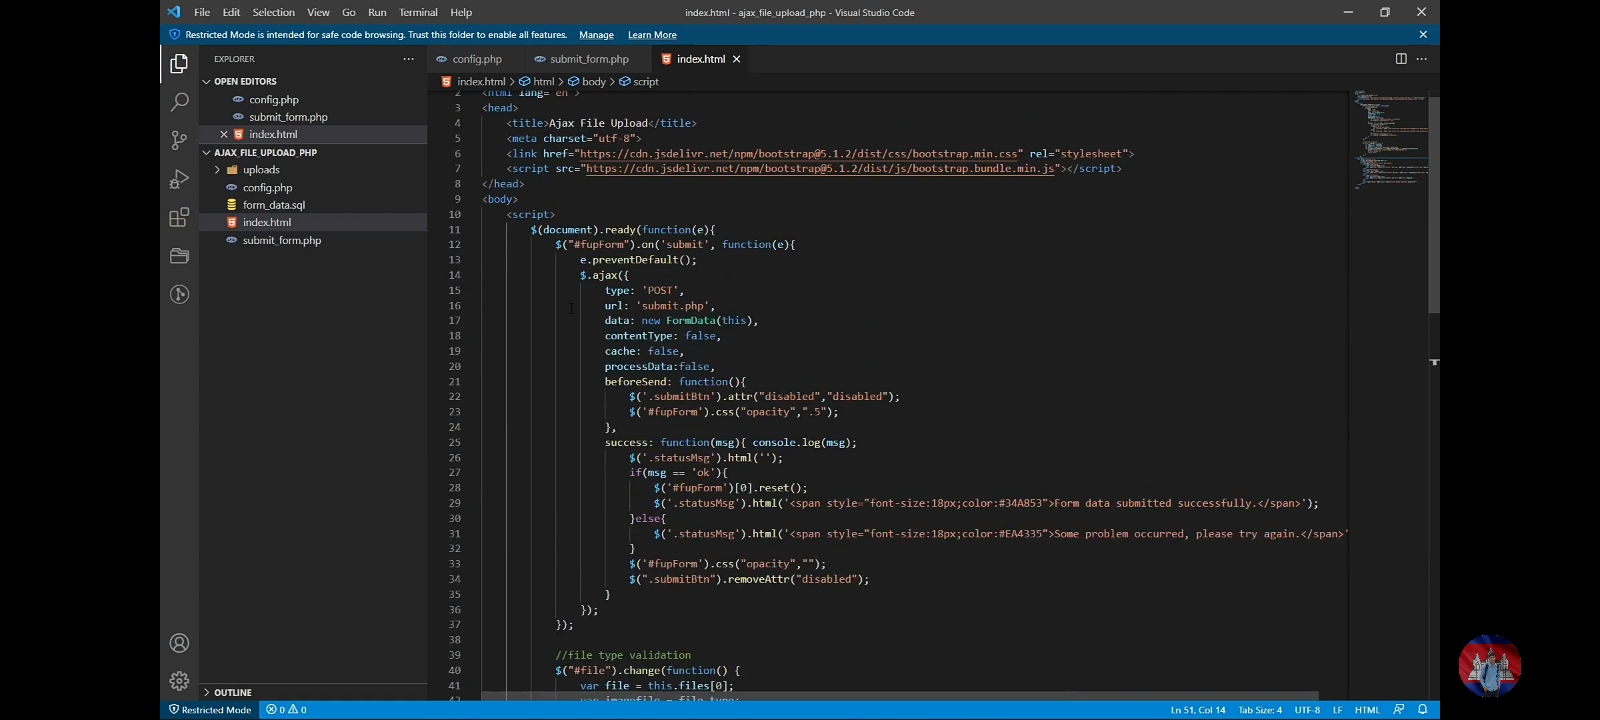 File Edit Selection View Go Run Terminal Help
index.html - ajax_file_upload_php - Visual Studio Code
Restricted Mode is intended for safe code browsing. Trust this folder to enable all features. Manage Learn More
EXPLORER
OPEN EDITORS
config.php
submit_form.php
index.html
AJAX_FILE_UPLOAD_PHP
uploads
config.php
form_data.sql
index.html
submit_form.php
OUTLINE
config.php submit_form.php index.html
index.html > html > body > script
2 <html lang="en">
3 <head>
4 <title>Ajax File Upload</title>
5 <meta charset="utf-8">
6 <link href="https://cdn.jsdelivr.net/npm/bootstrap@5.1.2/dist/css/bootstrap.min.css" rel="stylesheet">
7 <script src="https://cdn.jsdelivr.net/npm/bootstrap@5.1.2/dist/js/bootstrap.bundle.min.js"></script>
8 </head>
9 <body>
10 <script>
11 $(document).ready(function(e){
12 $("#fupForm").on('submit', function(e){
13 e.preventDefault();
14 $.ajax({
15 type: 'POST',
16 url: 'submit.php',
17 data: new FormData(this),
18 contentType: false,
19 cache: false,
20 processData:false,
21 beforeSend: function(){
22 $('.submitBtn').attr("disabled","disabled");
23 $('#fupForm').css("opacity",".5");
24 },
25 success: function(msg){ console.log(msg);
26 $('.statusMsg').html('');
27 if(msg == 'ok'){
28 $('#fupForm')[0].reset();
29 $('.statusMsg').html('<span style="font-size:18px;color:#34A853">Form data submitted successfully.</span>');
30 }else{
31 $('.statusMsg').html('<span style="font-size:18px;color:#EA4335">Some problem occurred, please try again.</span>'
32 }
33 $('#fupForm').css("opacity","");
34 $(".submitBtn").removeAttr("disabled");
35 }
36 });
37 });
38
39 //file type validation
40 $("#file").change(function() {
41 var file = this.files[0];
42 var imagefile = file.type;
Restricted Mode 0 0 Ln 51, Col 14 Tab Size: 4 UTF-8 LF HTML